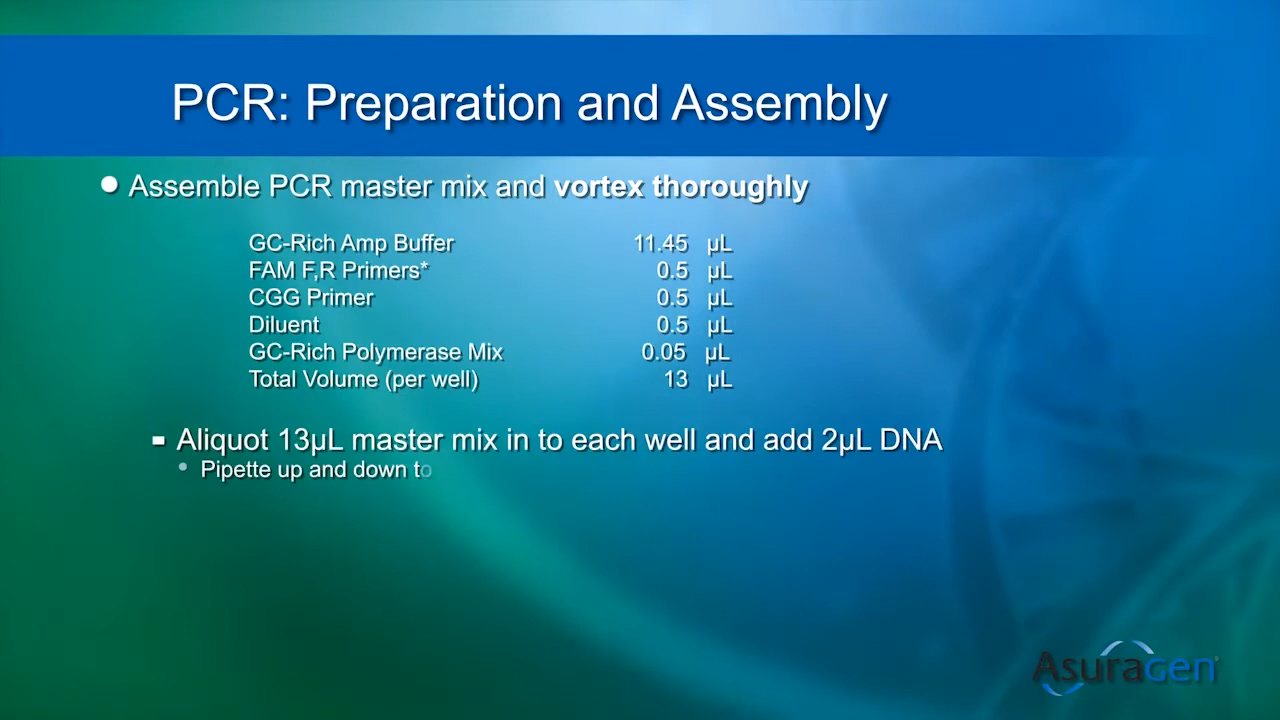 PCR: Preparation and Assembly
Assemble PCR master mix and vortex thoroughly
GC-Rich Amp Buffer 11.45 µL
FAM F,R Primers* 0.5 µL
CGG Primer 0.5 µL
Diluent 0.5 µL
GC-Rich Polymerase Mix 0.05 µL
Total Volume (per well) 13 µL
Aliquot 13µL master mix in to each well and add 2µL DNA
Pipette up and down to
Asuragen